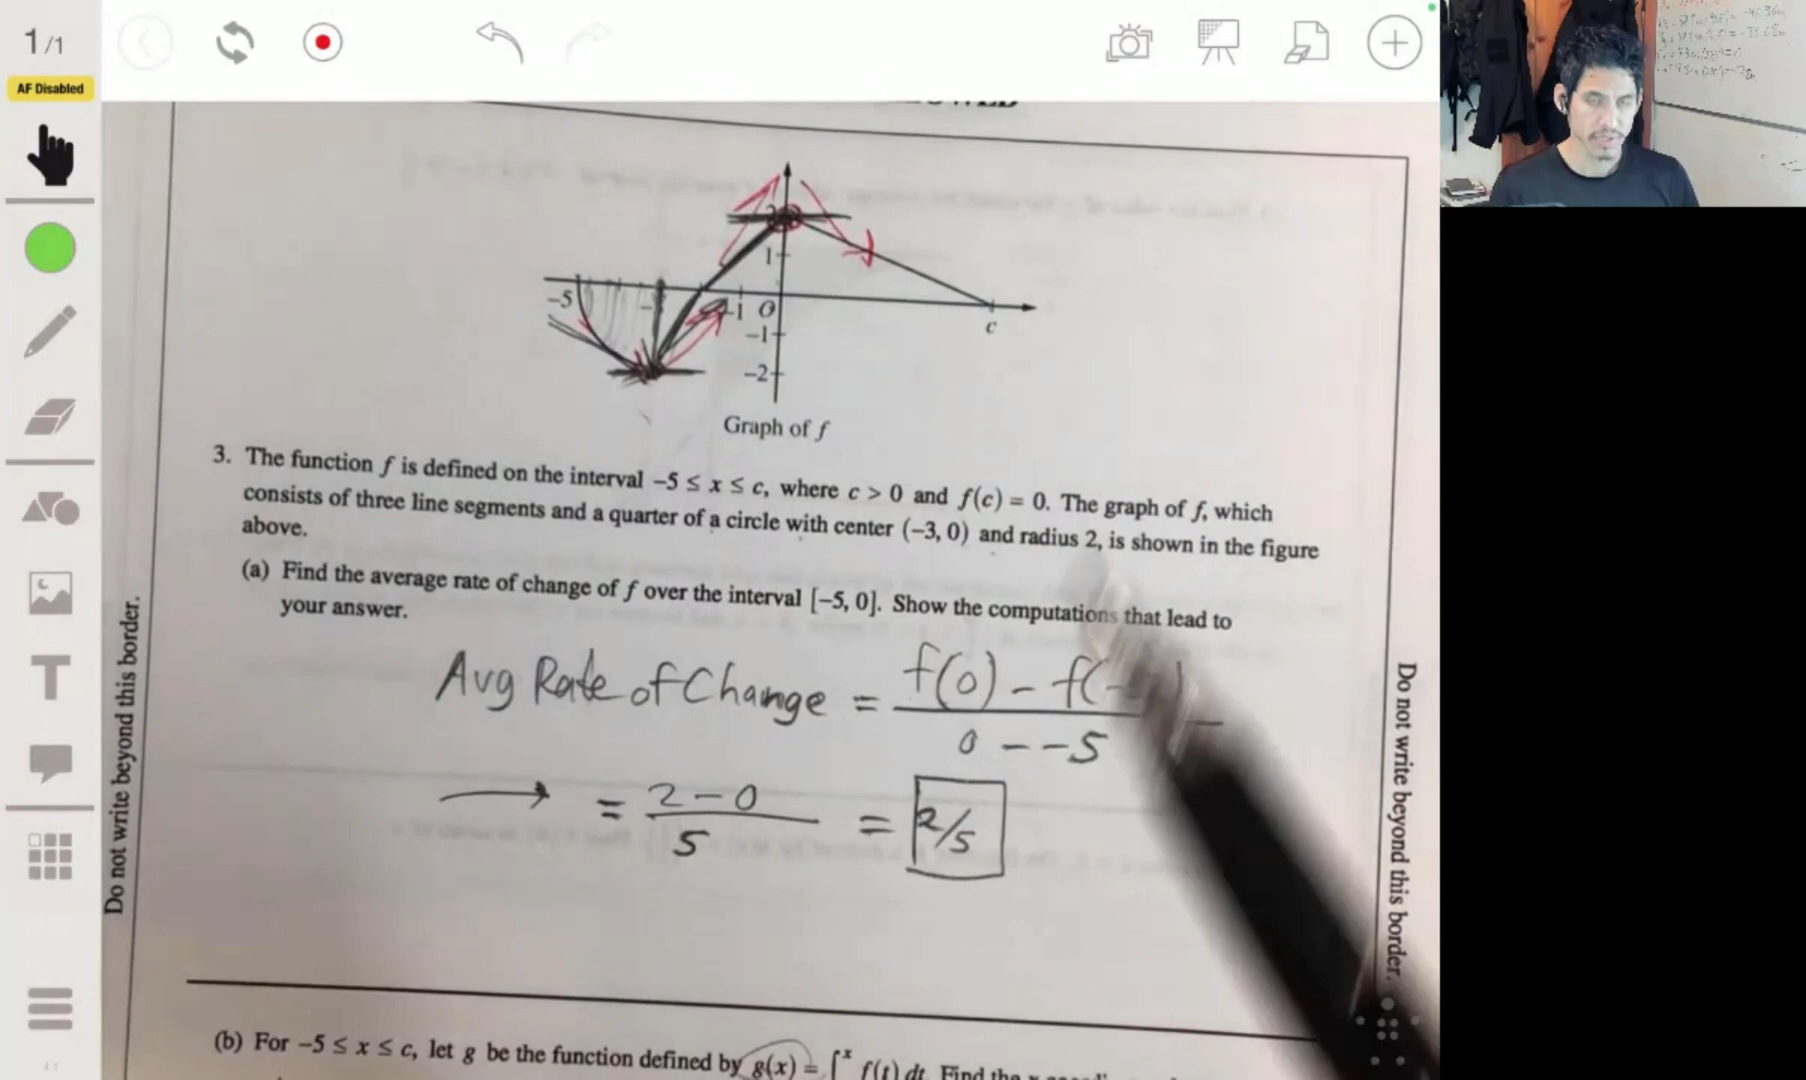 1/1
AF Disabled
1
-5
-1
O
c
-1
-2
Graph of f
3. The function f is defined on the interval −5 ≤ x ≤ c, where c > 0 and f(c) = 0. The graph of f, which
consists of three line segments and a quarter of a circle with center (−3, 0) and radius 2, is shown in the figure
above.
(a) Find the average rate of change of f over the interval [−5, 0]. Show the computations that lead to
your answer.
Avg Rate of Change = f(0) - f(-
0 - -5
= 2-0 / 5 = 2/5
(b) For −5 ≤ x ≤ c, let g be the function defined by g(x) = ∫ˣ f(t) dt. Find the
Do not write beyond this border.
Do not write beyond this border.
T